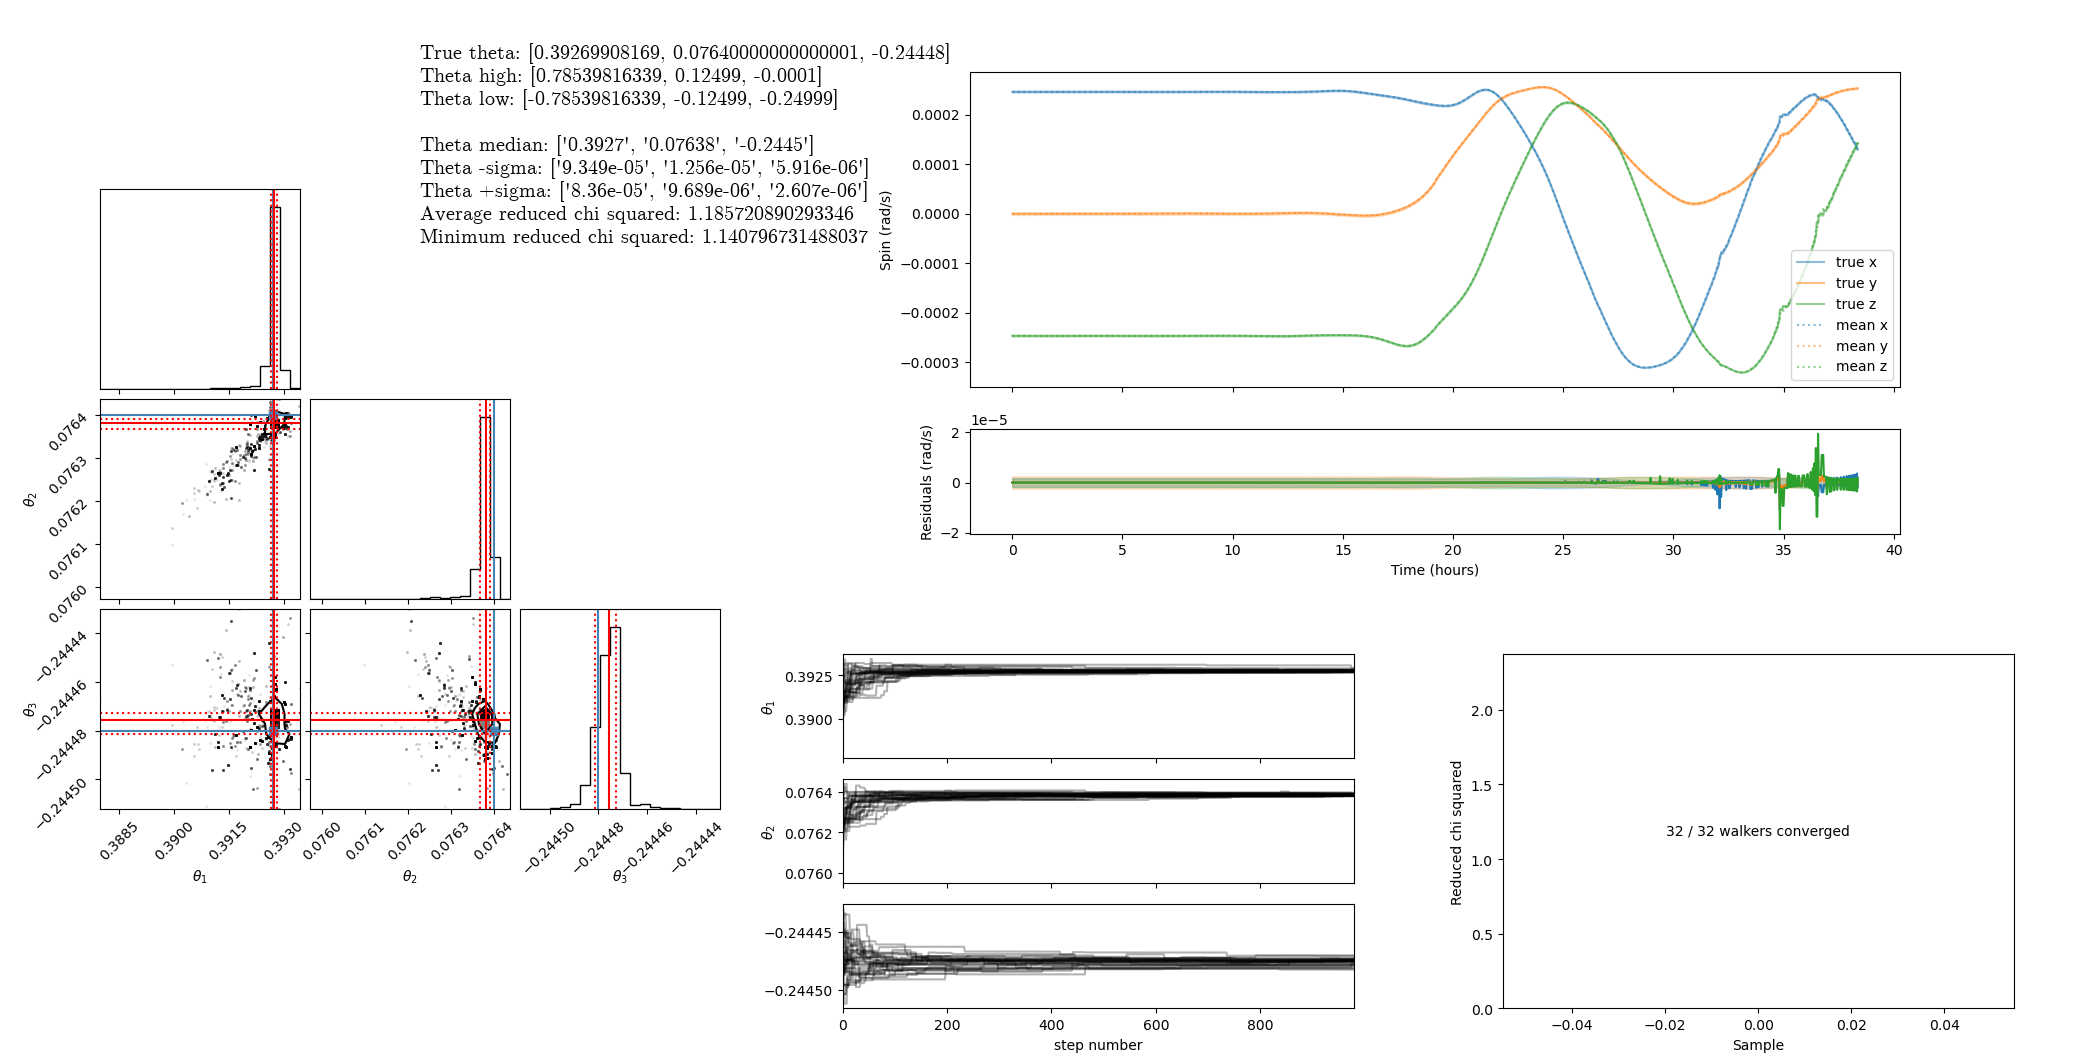 True theta: [0.39269908169, 0.07640000000000001, -0.24448]
Theta high: [0.78539816339, 0.12499, -0.0001]
Theta low: [-0.78539816339, -0.12499, -0.24999]
Theta median: ['0.3927', '0.07638', '-0.2445']
Theta -sigma: ['9.349e-05', '1.256e-05', '5.916e-06']
Theta +sigma: ['8.36e-05', '9.689e-06', '2.607e-06']
Average reduced chi squared: 1.185720890293346
Minimum reduced chi squared: 1.140796731488037
Spin (rad/s)
0.0002
0.0001
0.0000
−0.0001
−0.0002
−0.0003
true x
true y
true z
mean x
mean y
mean z
1e−5
Residuals (rad/s)
2
0
−2
0 5 10 15 20 25 30 35 40
Time (hours)
θ2
0.0764
0.0763
0.0762
0.0761
0.0760
θ3
−0.24444
−0.24446
−0.24448
−0.24450
0.3885 0.3900 0.3915 0.3930
θ1
0.0760 0.0761 0.0762 0.0763 0.0764
θ2
−0.24450 −0.24448 −0.24446 −0.24444
θ3
θ1
0.3925
0.3900
θ2
0.0764
0.0762
0.0760
−0.24445
−0.24450
0 200 400 600 800
step number
Reduced chi squared
2.0
1.5
1.0
0.5
0.0
32 / 32 walkers converged
−0.04 −0.02 0.00 0.02 0.04
Sample